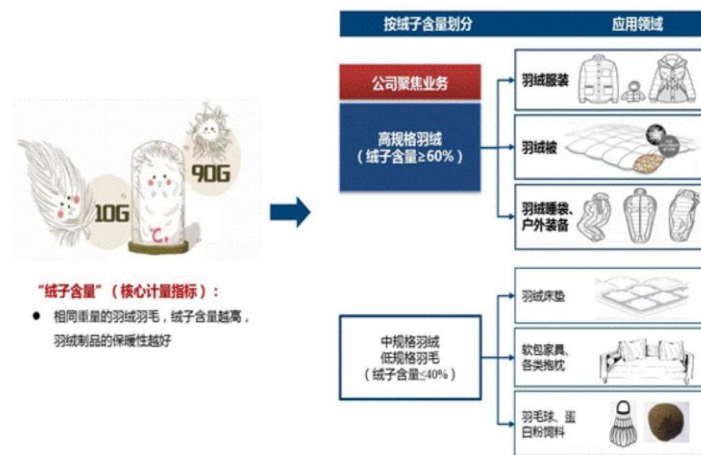 按绒子含量划分
应用领域
公司聚焦业务
高规格羽绒
（绒子含量≥60%）
羽绒服装
羽绒被
羽绒睡袋、
户外装备
10G
90G
“绒子含量”（核心计量指标）：
● 相同重量的羽绒羽毛，绒子含量越高，
羽绒制品的保暖性越好
中规格羽绒
低规格羽毛
（绒子含量≤40%）
羽绒床垫
软包家具、
各类抱枕
羽毛球、蛋
白粉饲料